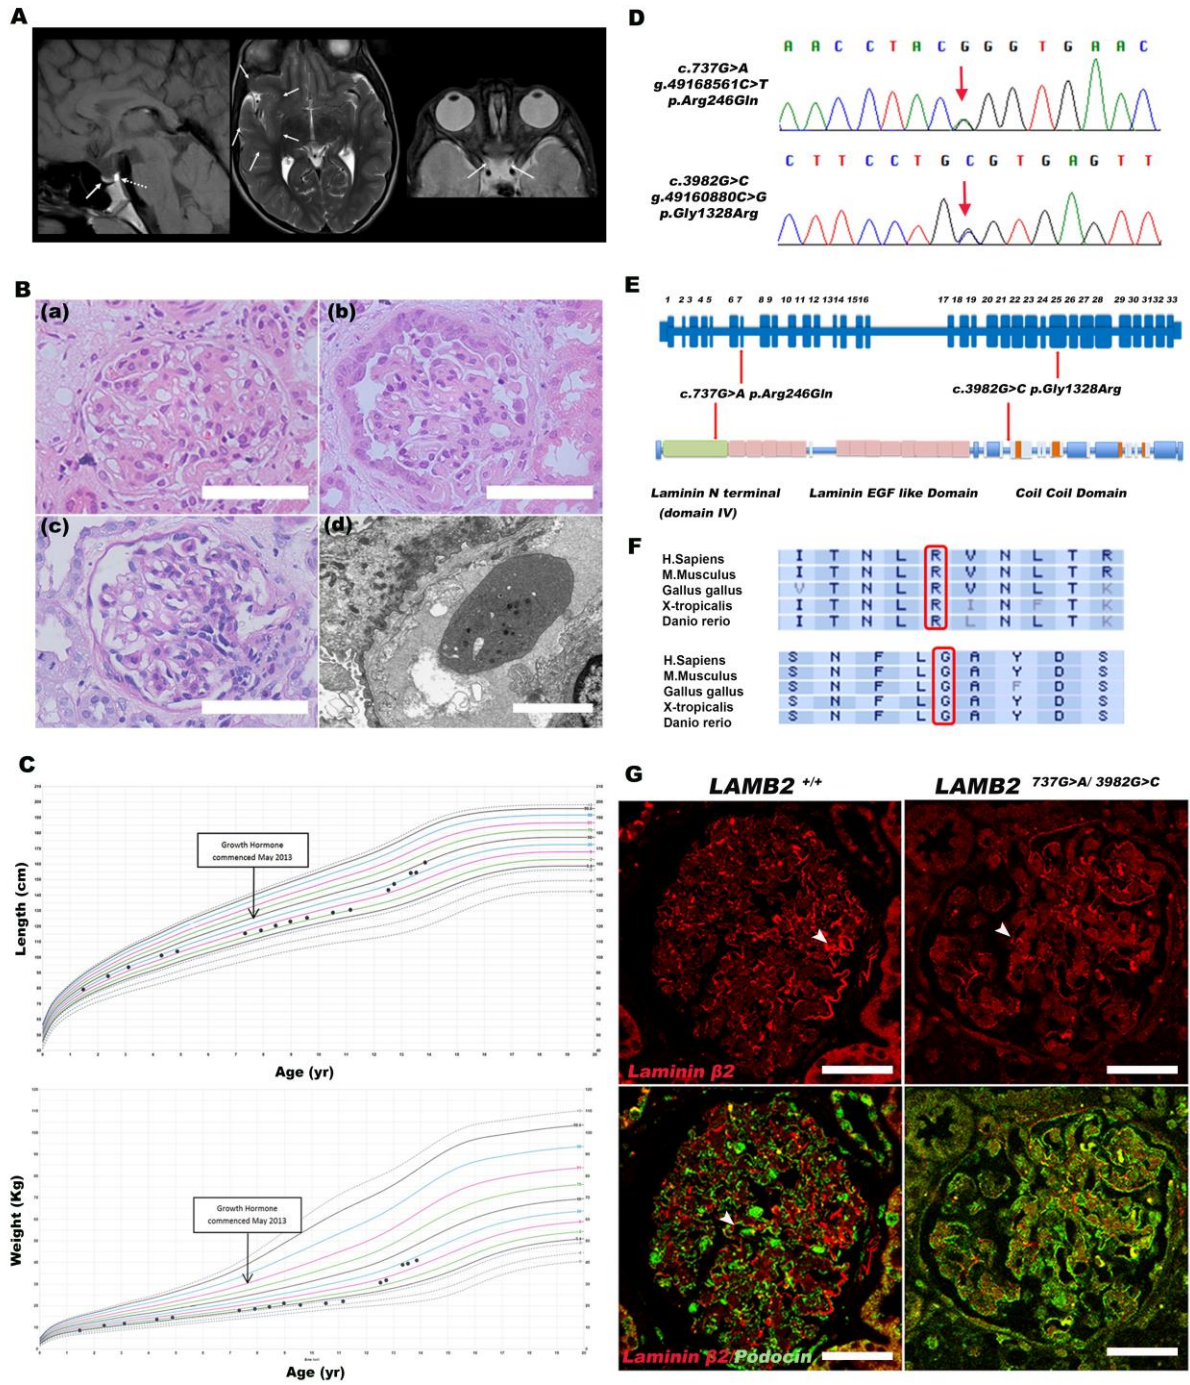 A
D
A A C C T A C G G G T G A A C
c.737G>A
g.49168561C>T
p.Arg246Gln
C T T C C T G C G T G A G T T
c.3982G>C
g.49160880C>G
p.Gly1328Arg
B
(a)
(b)
(c)
(d)
E
1 2 3 4 5 6 7 8 9 10 11 12 13 14 15 16 17 18 19 20 21 22 23 24 25 26 27 28 29 30 31 32 33
c.737G>A p.Arg246Gln
c.3982G>C p.Gly1328Arg
Laminin N terminal
(domain IV)
Laminin EGF like Domain
Coil Coil Domain
F
H.Sapiens I T N L R V N L T R
M.Musculus I T N L R V N L T R
Gallus gallus V T N L R V N L T K
X-tropicalis I T N L R I N F T K
Danio rerio I T N L R L N L T K
H.Sapiens S N F L G A Y D S
M.Musculus S N F L G A Y D S
Gallus gallus S N F L G A F D S
X-tropicalis S N F L G A Y D S
Danio rerio S N F L G A Y D S
C
Growth Hormone
commenced May 2013
Length (cm)
Age (yr)
Growth Hormone
commenced May 2013
Weight (Kg)
Age (yr)
G
LAMB2 +/+
LAMB2 737G>A/ 3982G>C
Laminin β2
Laminin β2/Podocin